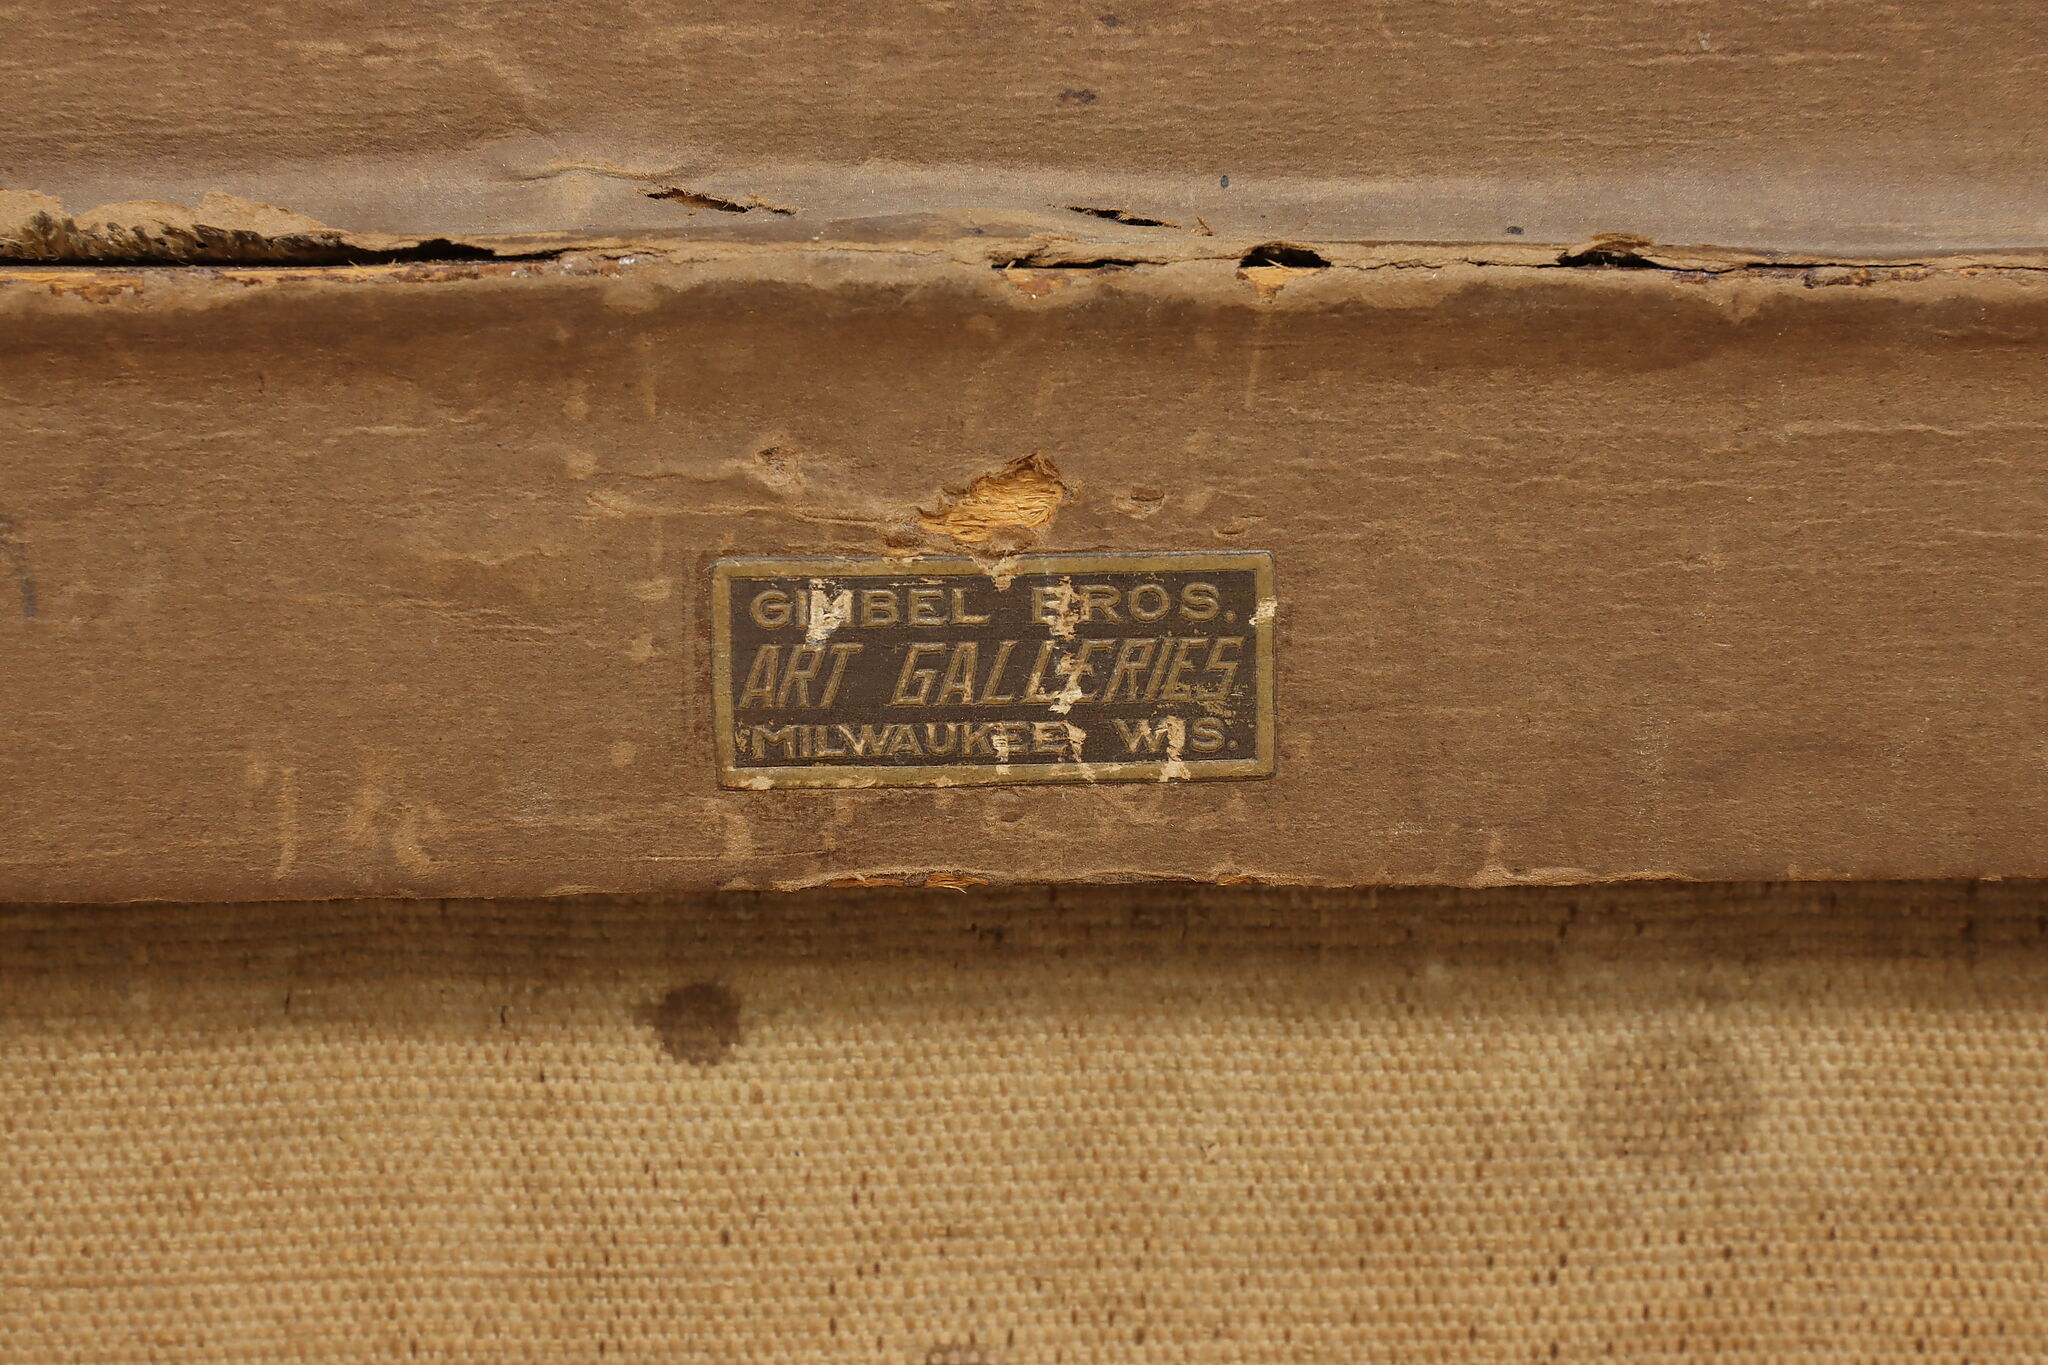 GIMBEL BROS.
ART GALLERIES
MILWAUKEE, WIS.